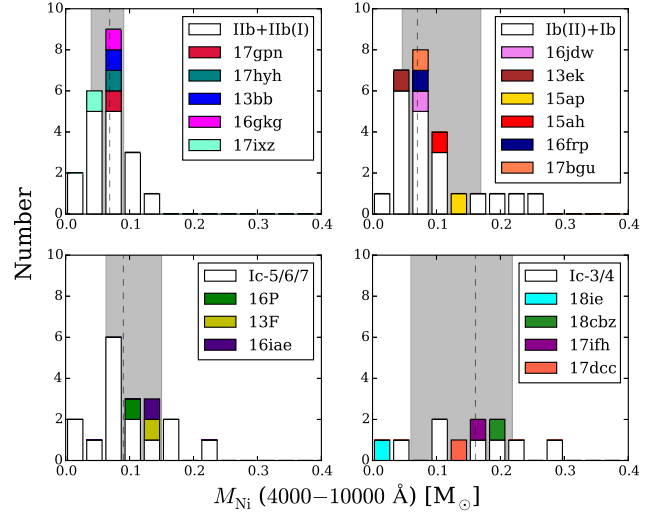 10
8
6
4
2
0
0.0 0.1 0.2 0.3 0.4
IIb+IIb(I)
17gpn
17hyh
13bb
16gkg
17ixz
0.0 0.1 0.2 0.3 0.4
Ib(II)+Ib
16jdw
13ek
15ap
15ah
16frp
17bgu
Number
10
8
6
4
2
0
0.0 0.1 0.2 0.3 0.4
Ic-5/6/7
16P
13F
16iae
0.0 0.1 0.2 0.3 0.4
Ic-3/4
18ie
18cbz
17ifh
17dcc
M_Ni (4000−10000 Å) [M_⊙]